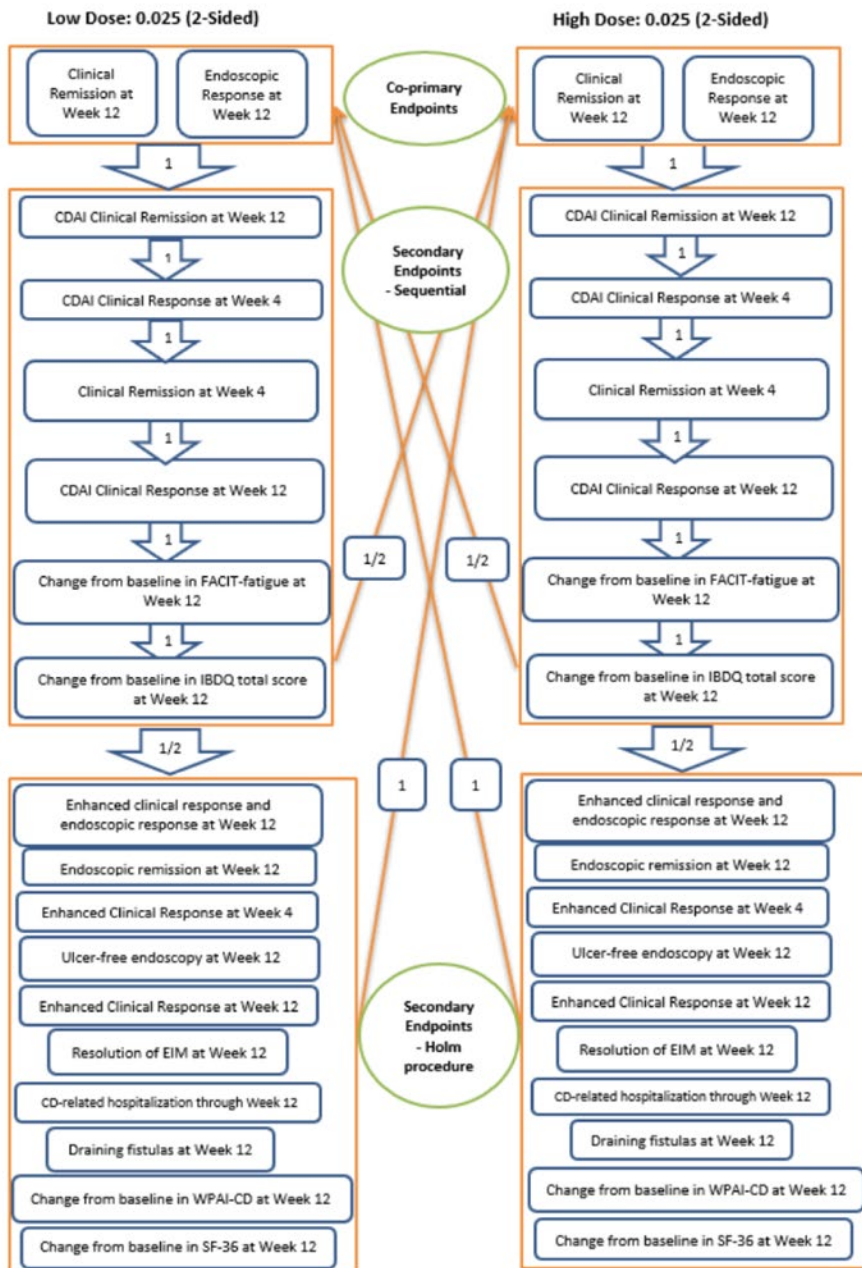 Low Dose: 0.025 (2-Sided)
Clinical
Remission at
Week 12
Endoscopic
Response at
Week 12
1
CDAI Clinical Remission at Week 12
1
CDAI Clinical Response at Week 4
1
Clinical Remission at Week 4
1
CDAI Clinical Response at Week 12
1
Change from baseline in FACIT-fatigue at
Week 12
1
Change from baseline in IBDQ total score
at Week 12
1/2
Enhanced clinical response and
endoscopic response at Week 12
Endoscopic remission at Week 12
Enhanced Clinical Response at Week 4
Ulcer-free endoscopy at Week 12
Enhanced Clinical Response at Week 12
Resolution of EIM at Week 12
CD-related hospitalization through Week 12
Draining fistulas at Week 12
Change from baseline in WPAI-CD at Week 12
Change from baseline in SF-36 at Week 12
Co-primary
Endpoints
Secondary
Endpoints
- Sequential
1/2
1/2
1
1
Secondary
Endpoints
- Holm
procedure
High Dose: 0.025 (2-Sided)
Clinical
Remission at
Week 12
Endoscopic
Response at
Week 12
1
CDAI Clinical Remission at Week 12
1
CDAI Clinical Response at Week 4
1
Clinical Remission at Week 4
1
CDAI Clinical Response at Week 12
1
Change from baseline in FACIT-fatigue at
Week 12
1
Change from baseline in IBDQ total score
at Week 12
1/2
Enhanced clinical response and
endoscopic response at Week 12
Endoscopic remission at Week 12
Enhanced Clinical Response at Week 4
Ulcer-free endoscopy at Week 12
Enhanced Clinical Response at Week 12
Resolution of EIM at Week 12
CD-related hospitalization through Week 12
Draining fistulas at Week 12
Change from baseline in WPAI-CD at Week 12
Change from baseline in SF-36 at Week 12